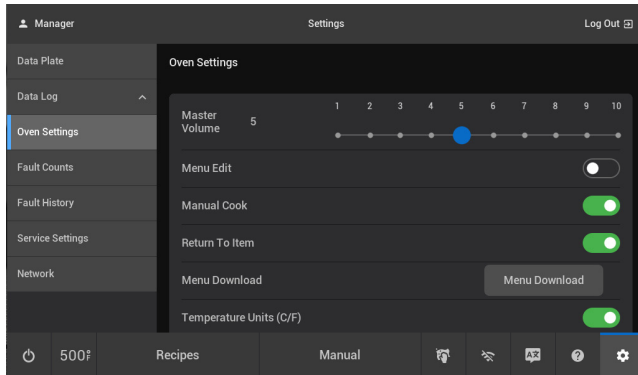 Manager
Settings
Log Out
Data Plate
Oven Settings
Data Log
Oven Settings
Fault Counts
Fault History
Service Settings
Network
1 2 3 4 5 6 7 8 9 10
Master
Volume
5
Menu Edit
Manual Cook
Return To Item
Menu Download
Menu Download
Temperature Units (C/F)
500
Recipes
Manual